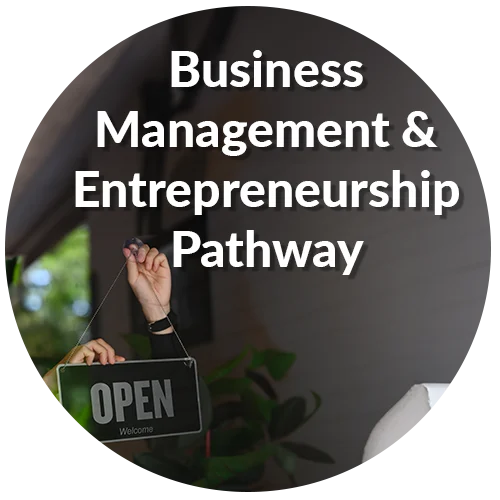 Business
Management &
Entrepreneurship
Pathway
OPEN
Welcome